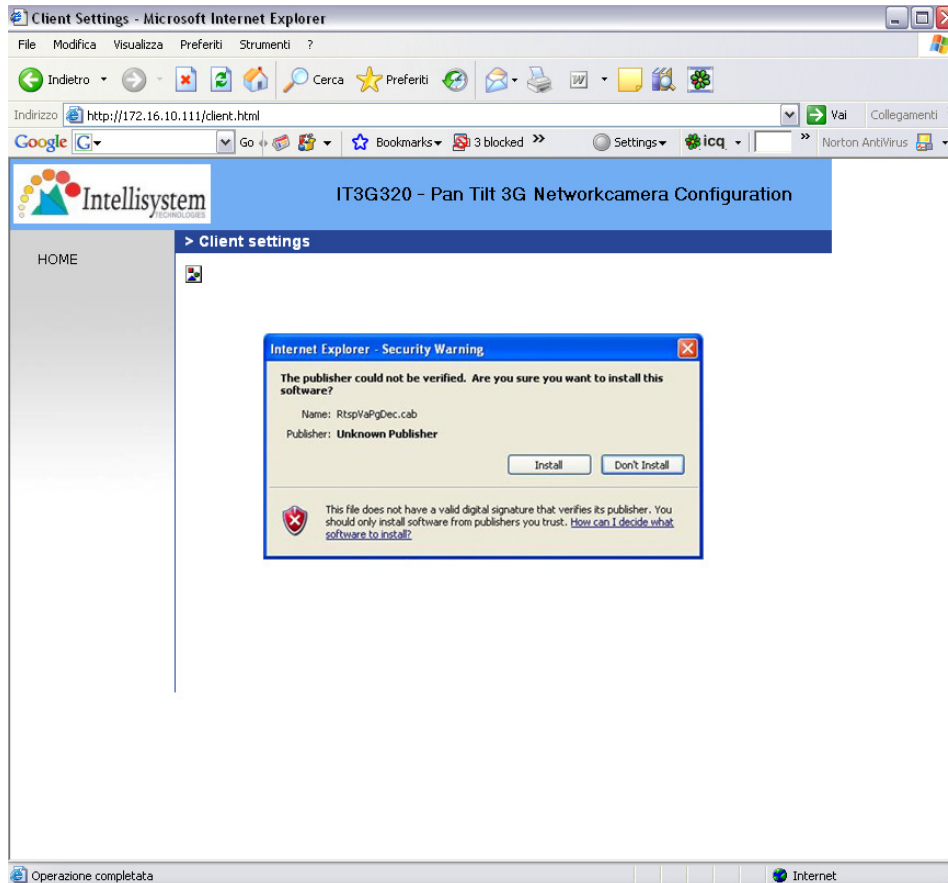 Client Settings - Microsoft Internet Explorer
File Modifica Visualizza Preferiti Strumenti ?
Indietro Cerca Preferiti
Indirizzo http://172.16.10.111/client.html Vai Collegamenti
Google G Go Bookmarks 3 blocked >> Settings icq >> Norton AntiVirus
Intellisystem
TECHNOLOGIES
IT3G320 - Pan Tilt 3G Networkcamera Configuration
> Client settings
HOME
Internet Explorer - Security Warning
The publisher could not be verified. Are you sure you want to install this
software?
Name: RtspVaPgDec.cab
Publisher: Unknown Publisher
Install Don't Install
This file does not have a valid digital signature that verifies its publisher. You
should only install software from publishers you trust. How can I decide what
software to install?
Operazione completata Internet